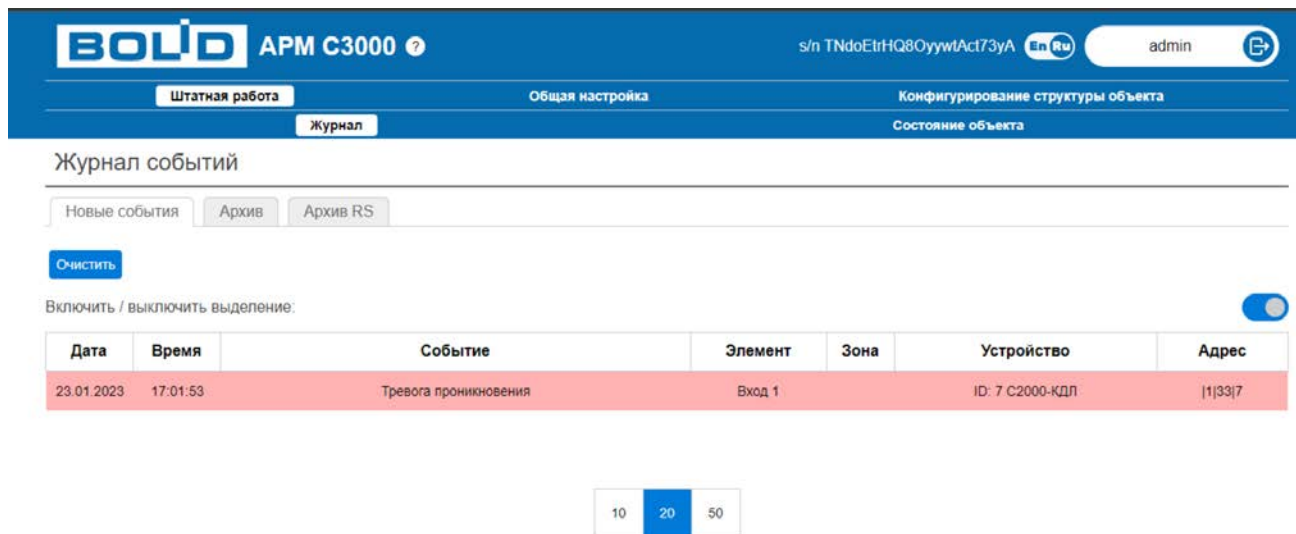 BOLID АРМ С3000 ? s/n TNdoEtrHQ8OyywtAct73yA En Ru admin
Штатная работа Общая настройка Конфигурирование структуры объекта
Журнал Состояние объекта
Журнал событий
Новые события Архив Архив RS
Очистить
Включить / выключить выделение:
Дата Время Событие Элемент Зона Устройство Адрес
23.01.2023 17:01:53 Тревога проникновения Вход 1 ID: 7 С2000-КДЛ |1|33|7
10 20 50